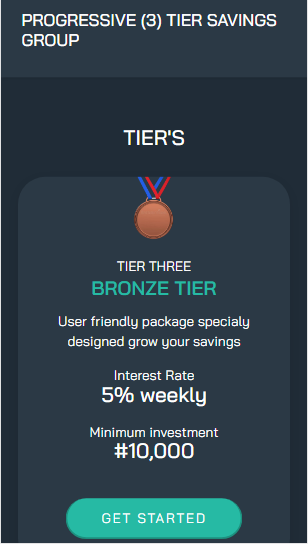 PROGRESSIVE (3) TIER SAVINGS
GROUP
TIER'S
TIER THREE
BRONZE TIER
User friendly package specialy
designed grow your savings
Interest Rate
5% weekly
Minimum investment
₦10,000
GET STARTED